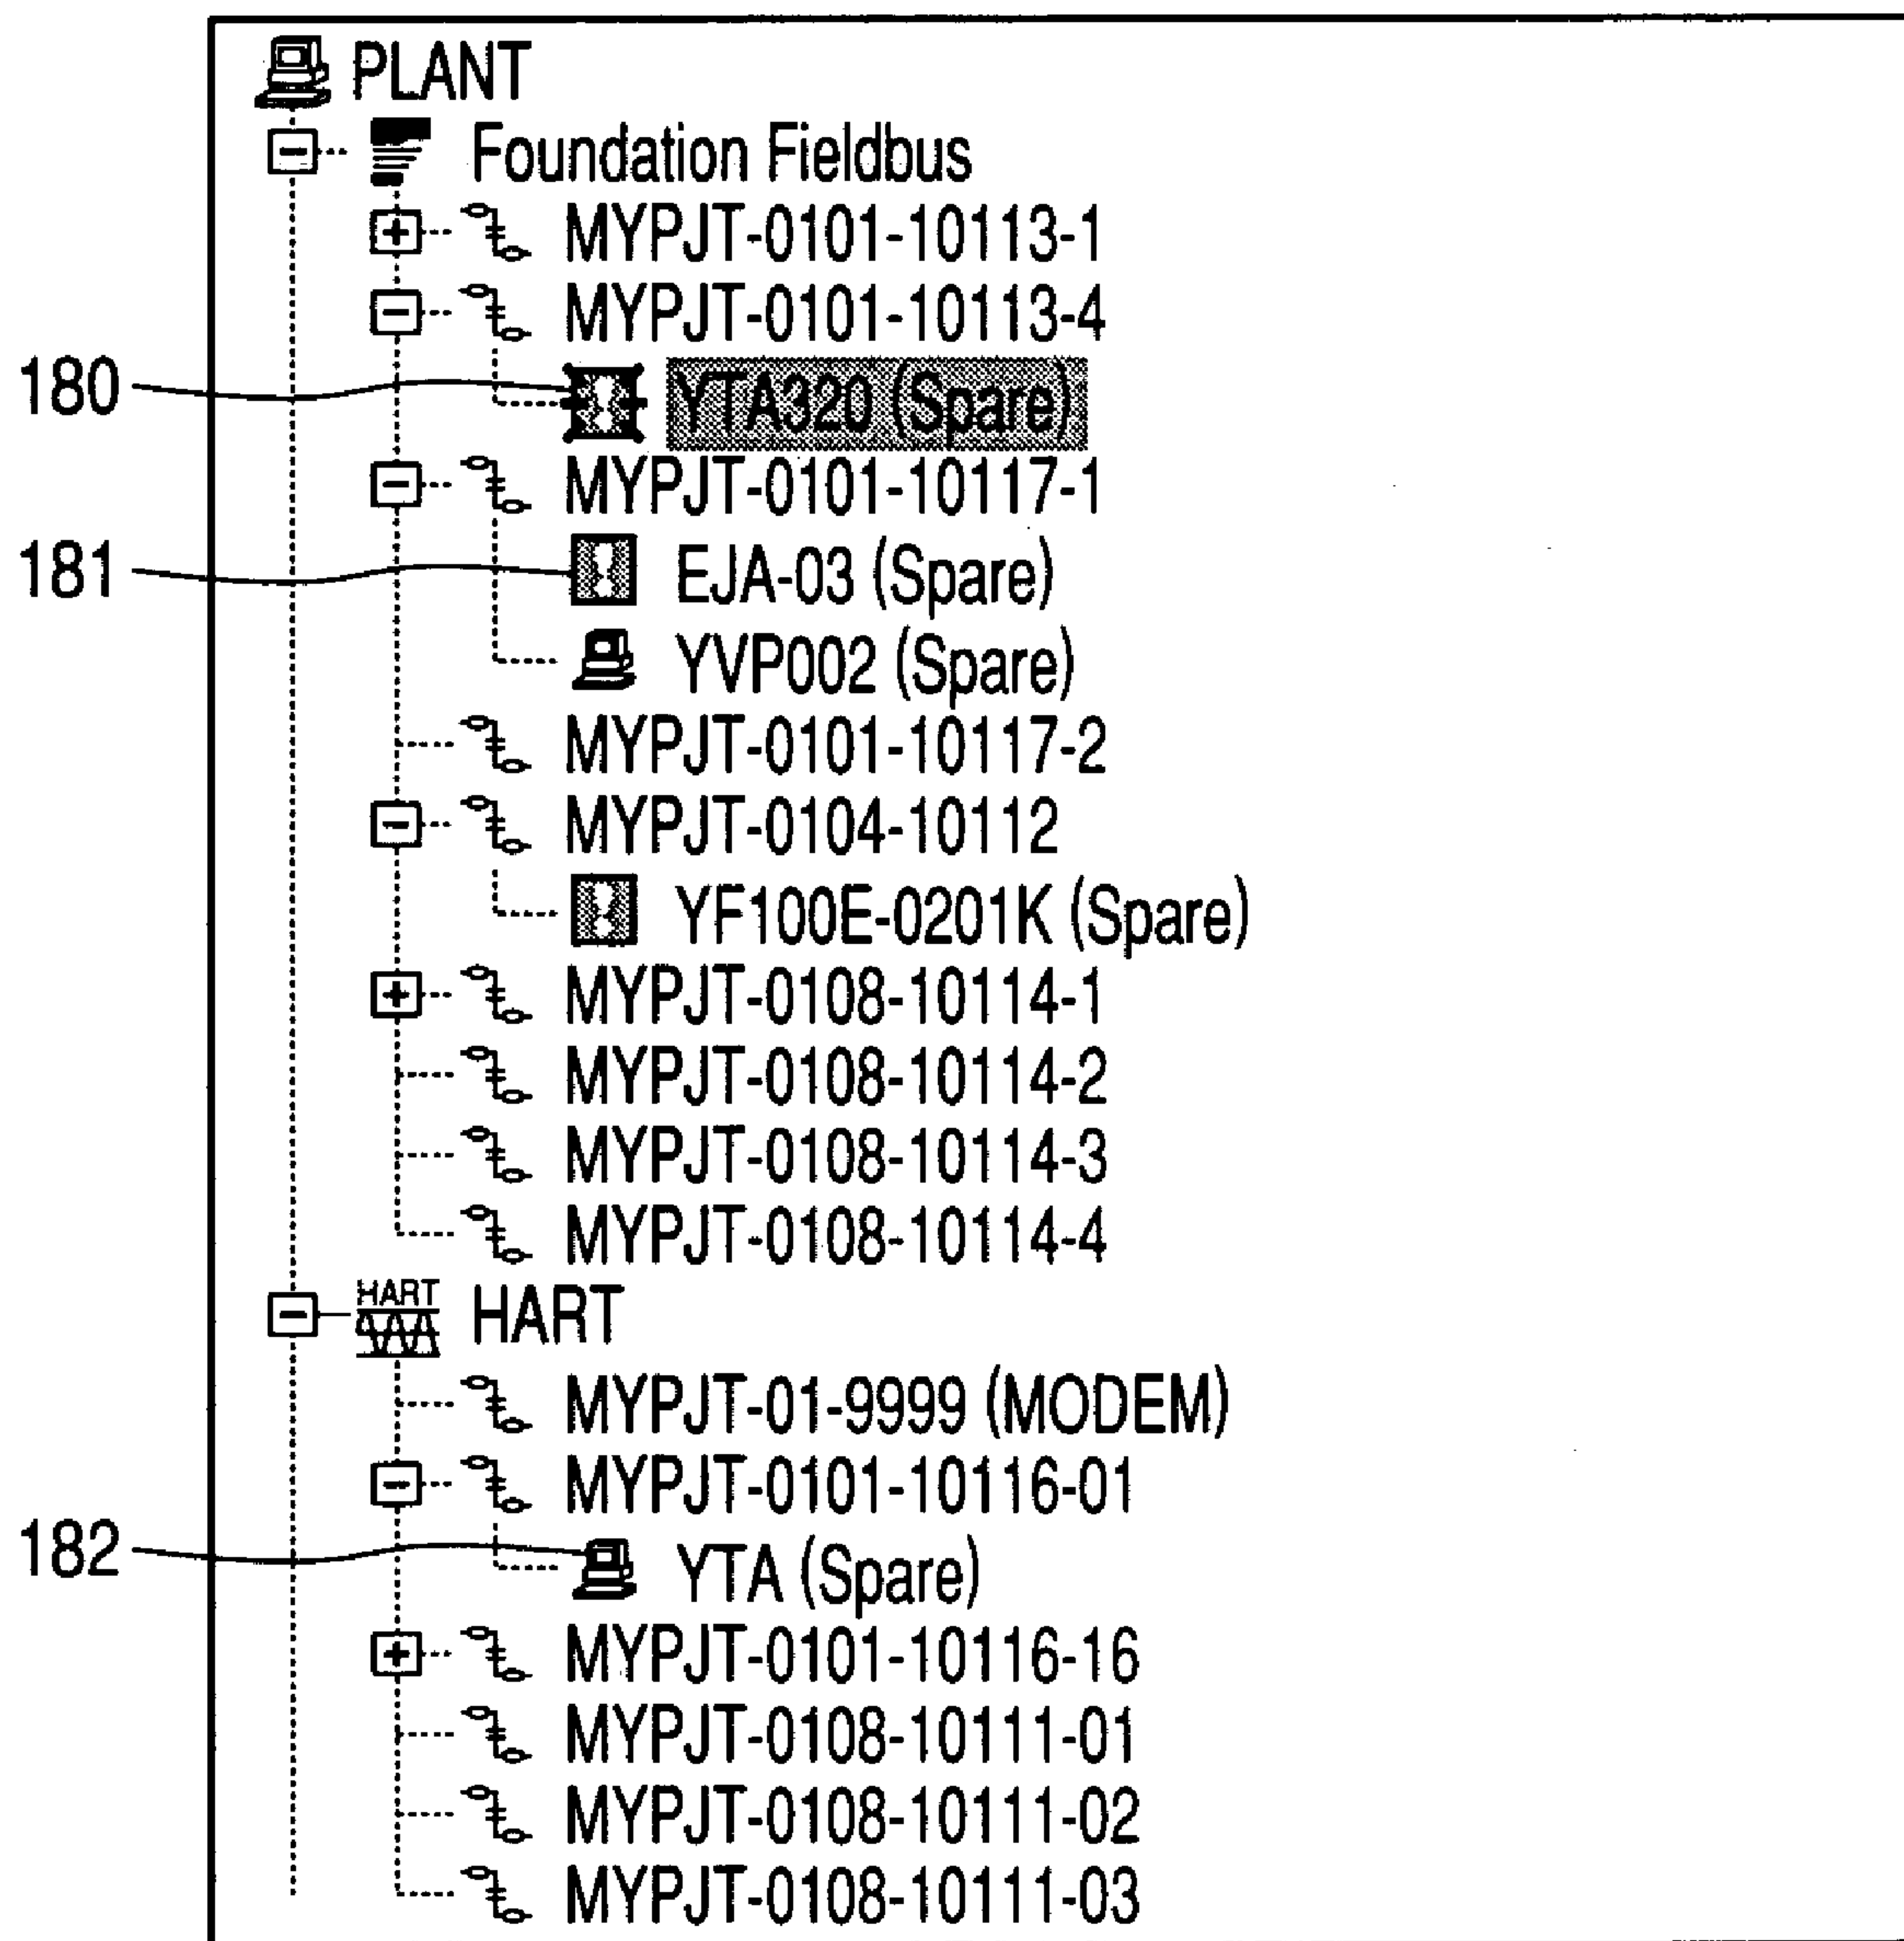 PLANT
Foundation Fieldbus
MYPJT-0101-10113-1
MYPJT-0101-10113-4
180 YTA320 (Spare)
MYPJT-0101-10117-1
181 EJA-03 (Spare)
YVP002 (Spare)
MYPJT-0101-10117-2
MYPJT-0104-10112
YF100E-0201K (Spare)
MYPJT-0108-10114-1
MYPJT-0108-10114-2
MYPJT-0108-10114-3
MYPJT-0108-10114-4
HART HART
MYPJT-01-9999 (MODEM)
MYPJT-0101-10116-01
182 YTA (Spare)
MYPJT-0101-10116-16
MYPJT-0108-10111-01
MYPJT-0108-10111-02
MYPJT-0108-10111-03